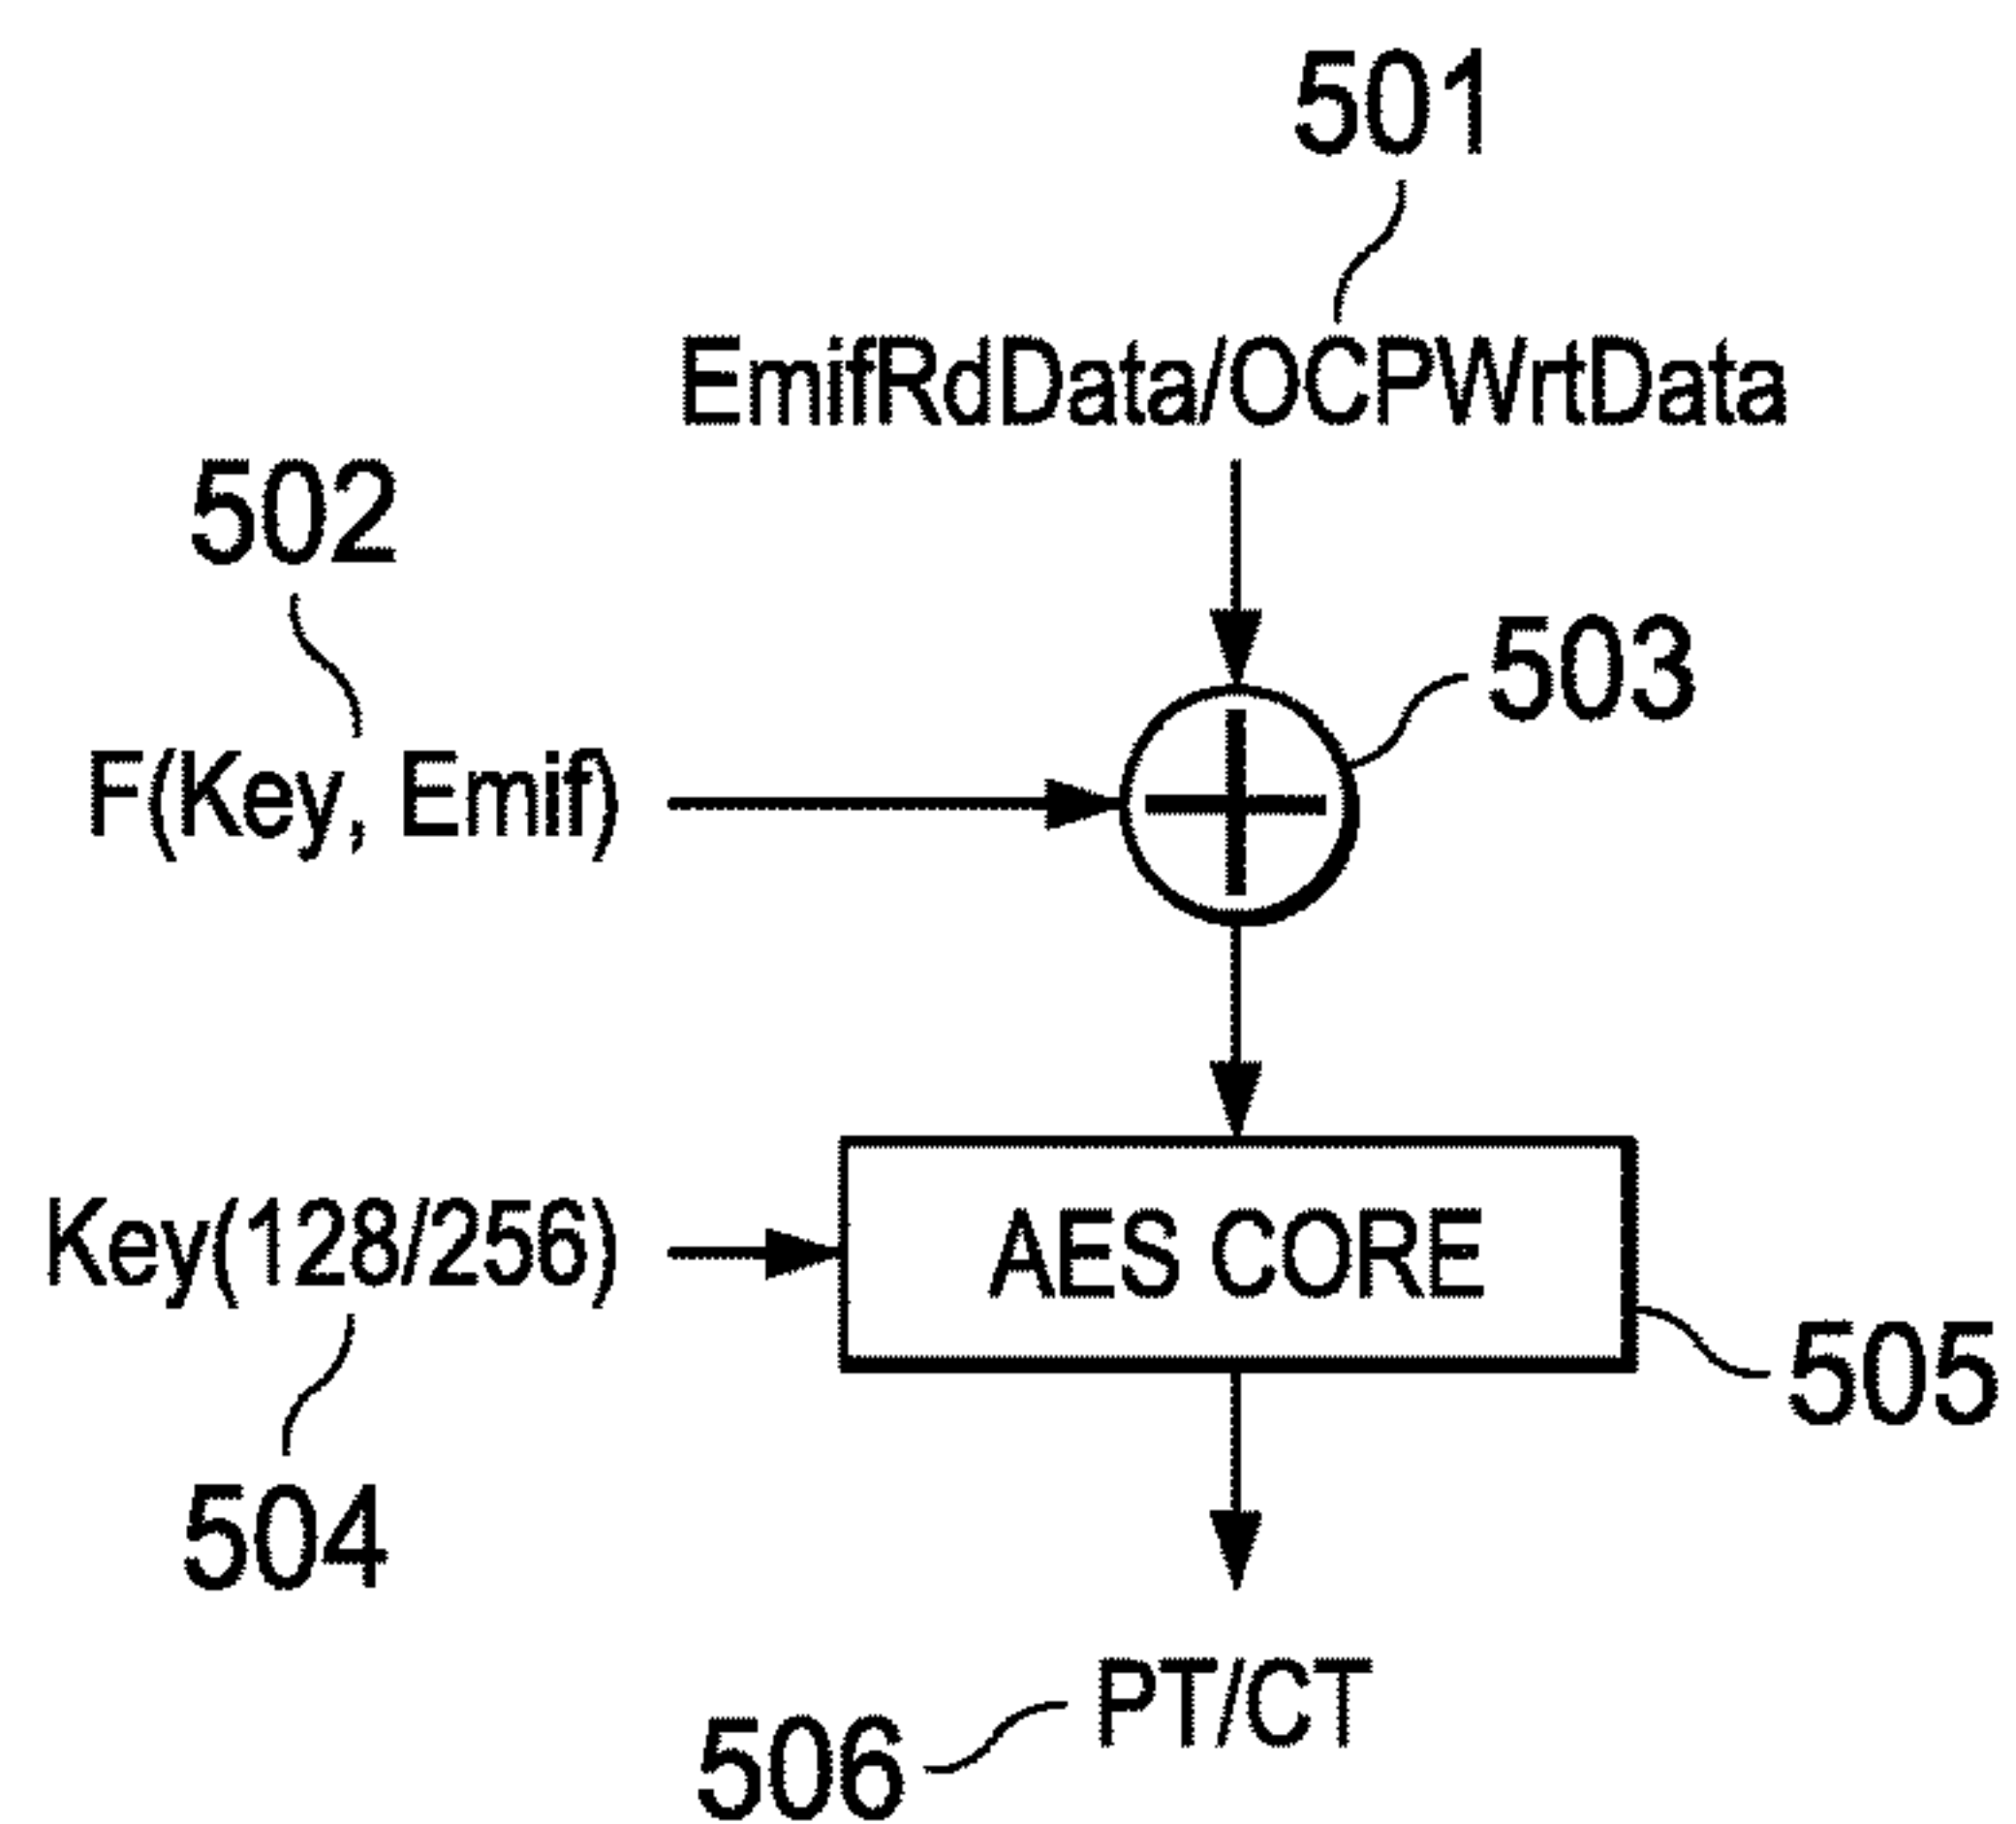 501
EmifRdData/OCPWrtData
502
503
F(Key, Emif)
Key(128/256)
AES CORE
505
504
PT/CT
506